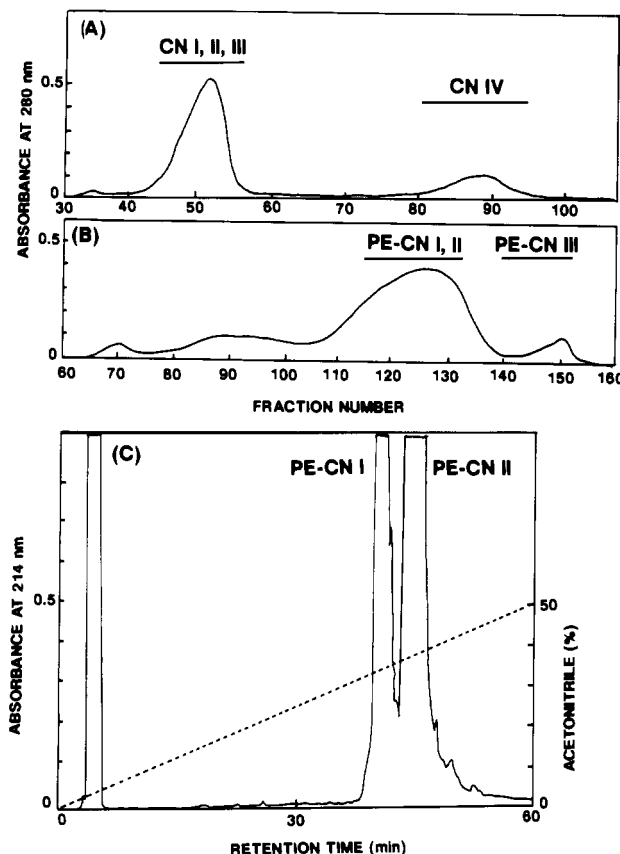 (A)
CN I, II, III
CN IV
0.5
0
30 40 50 60 70 80 90 100
ABSORBANCE AT 280 nm
(B)
PE-CN I, II
PE-CN III
0.5
0
60 70 80 90 100 110 120 130 140 150 160
FRACTION NUMBER
(C)
PE-CN I
PE-CN II
0.5
0
50
0
ABSORBANCE AT 214 nm
ACETONITRILE (%)
0 30 60
RETENTION TIME (min)